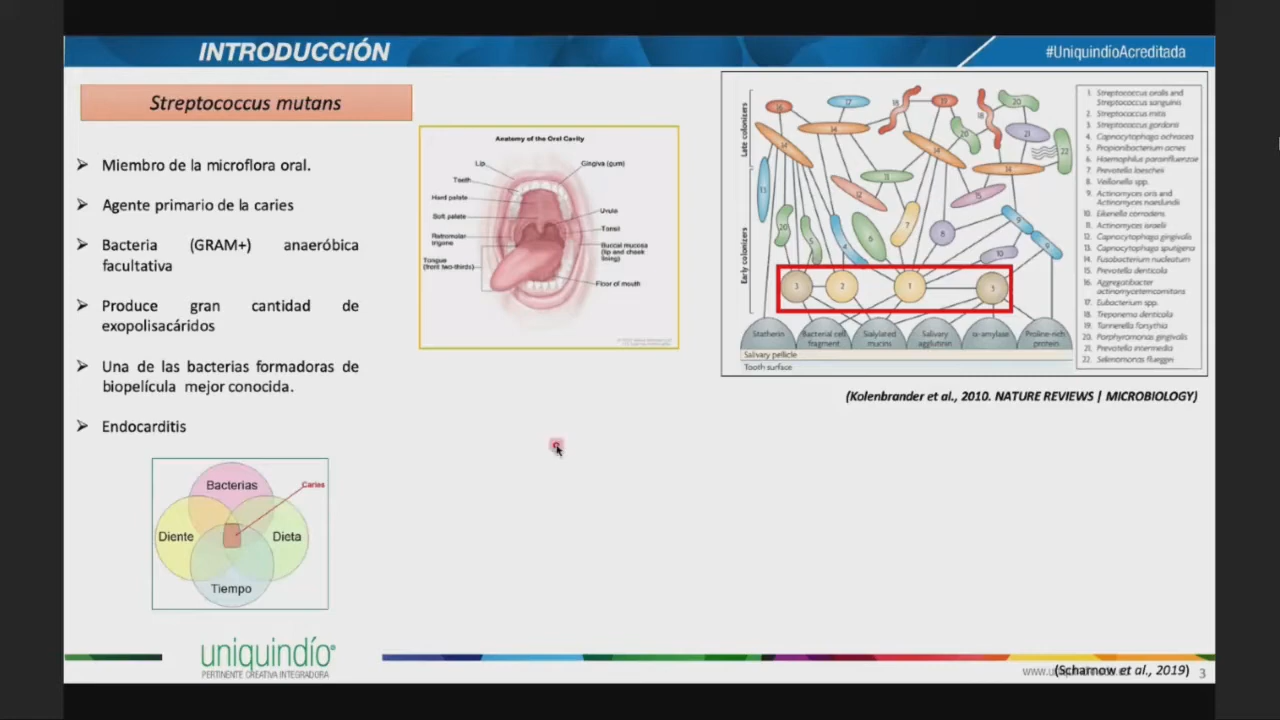 INTRODUCCIÓN
#UniquindíoAcreditada
Streptococcus mutans
Miembro de la microflora oral.
Agente primario de la caries
Bacteria (GRAM+) anaeróbica
facultativa
Produce gran cantidad de
exopolisacáridos
Una de las bacterias formadoras de
biopelícula mejor conocida.
Endocarditis
Bacterias
Caries
Diente
Dieta
Tiempo
Anatomy of the Oral Cavity
Lip
Gingiva (gum)
Teeth
Hard palate
Soft palate
Uvula
Tonsil
Retromolar
trigone
Buccal mucosa
(lip and cheek
lining)
Tongue
(front two-thirds)
Floor of mouth
Late colonizers
Early colonizers
Statherin
Bacterial cell
fragment
Sialylated
mucins
Salivary
agglutinin
α-amylase
Proline-rich
protein
Salivary pellicle
Tooth surface
1. Streptococcus oralis and
Streptococcus sanguinis
2. Streptococcus mitis
3. Streptococcus gordonii
4. Capnocytophaga ochracea
5. Propionibacterium acnes
6. Haemophilus parainfluenzae
7. Prevotella loescheii
8. Veillonella spp.
9. Actinomyces oris and
Actinomyces naeslundii
10. Eikenella corrodens
11. Actinomyces israelii
12. Capnocytophaga gingivalis
13. Capnocytophaga sputigena
14. Fusobacterium nucleatum
15. Prevotella denticola
16. Aggregatibacter
actinomycetemcomitans
17. Eubacterium spp.
18. Treponema denticola
19. Tannerella forsythia
20. Porphyromonas gingivalis
21. Prevotella intermedia
22. Selenomonas flueggei
(Kolenbrander et al., 2010. NATURE REVIEWS | MICROBIOLOGY)
uniquindío
PERTINENTE CREATIVA INTEGRADORA
(Scharnow et al., 2019)
3